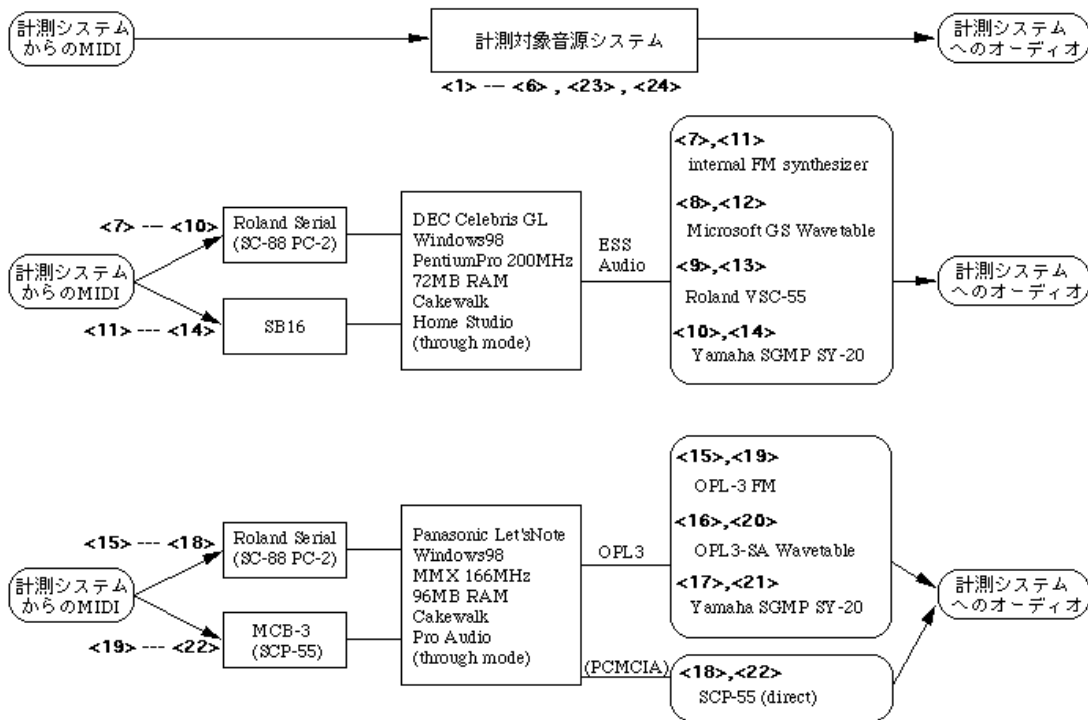 計測システム
からのMIDI
計測対象音源システム
<1> --- <6> , <23> , <24>
計測システム
へのオーディオ
<7> --- <10>
計測システム
からのMIDI
<11> --- <14>
Roland Serial
(SC-88 PC-2)
SB16
DEC Celebris GL
Windows98
PentiumPro 200MHz
72MB RAM
Cakewalk
Home Studio
(through mode)
ESS
Audio
<7>,<11>
internal FM synthesizer
<8>,<12>
Microsoft GS Wavetable
<9>,<13>
Roland VSC-55
<10>,<14>
Yamaha SGMP SY-20
計測システム
へのオーディオ
<15> --- <18>
計測システム
からのMIDI
<19> --- <22>
Roland Serial
(SC-88 PC-2)
MCB-3
(SCP-55)
Panasonic Let'sNote
Windows98
MMX 166MHz
96MB RAM
Cakewalk
Pro Audio
(through mode)
OPL3
(PCMCIA)
<15>,<19>
OPL-3 FM
<16>,<20>
OPL3-SA Wavetable
<17>,<21>
Yamaha SGMP SY-20
<18>,<22>
SCP-55 (direct)
計測システム
へのオーディオ